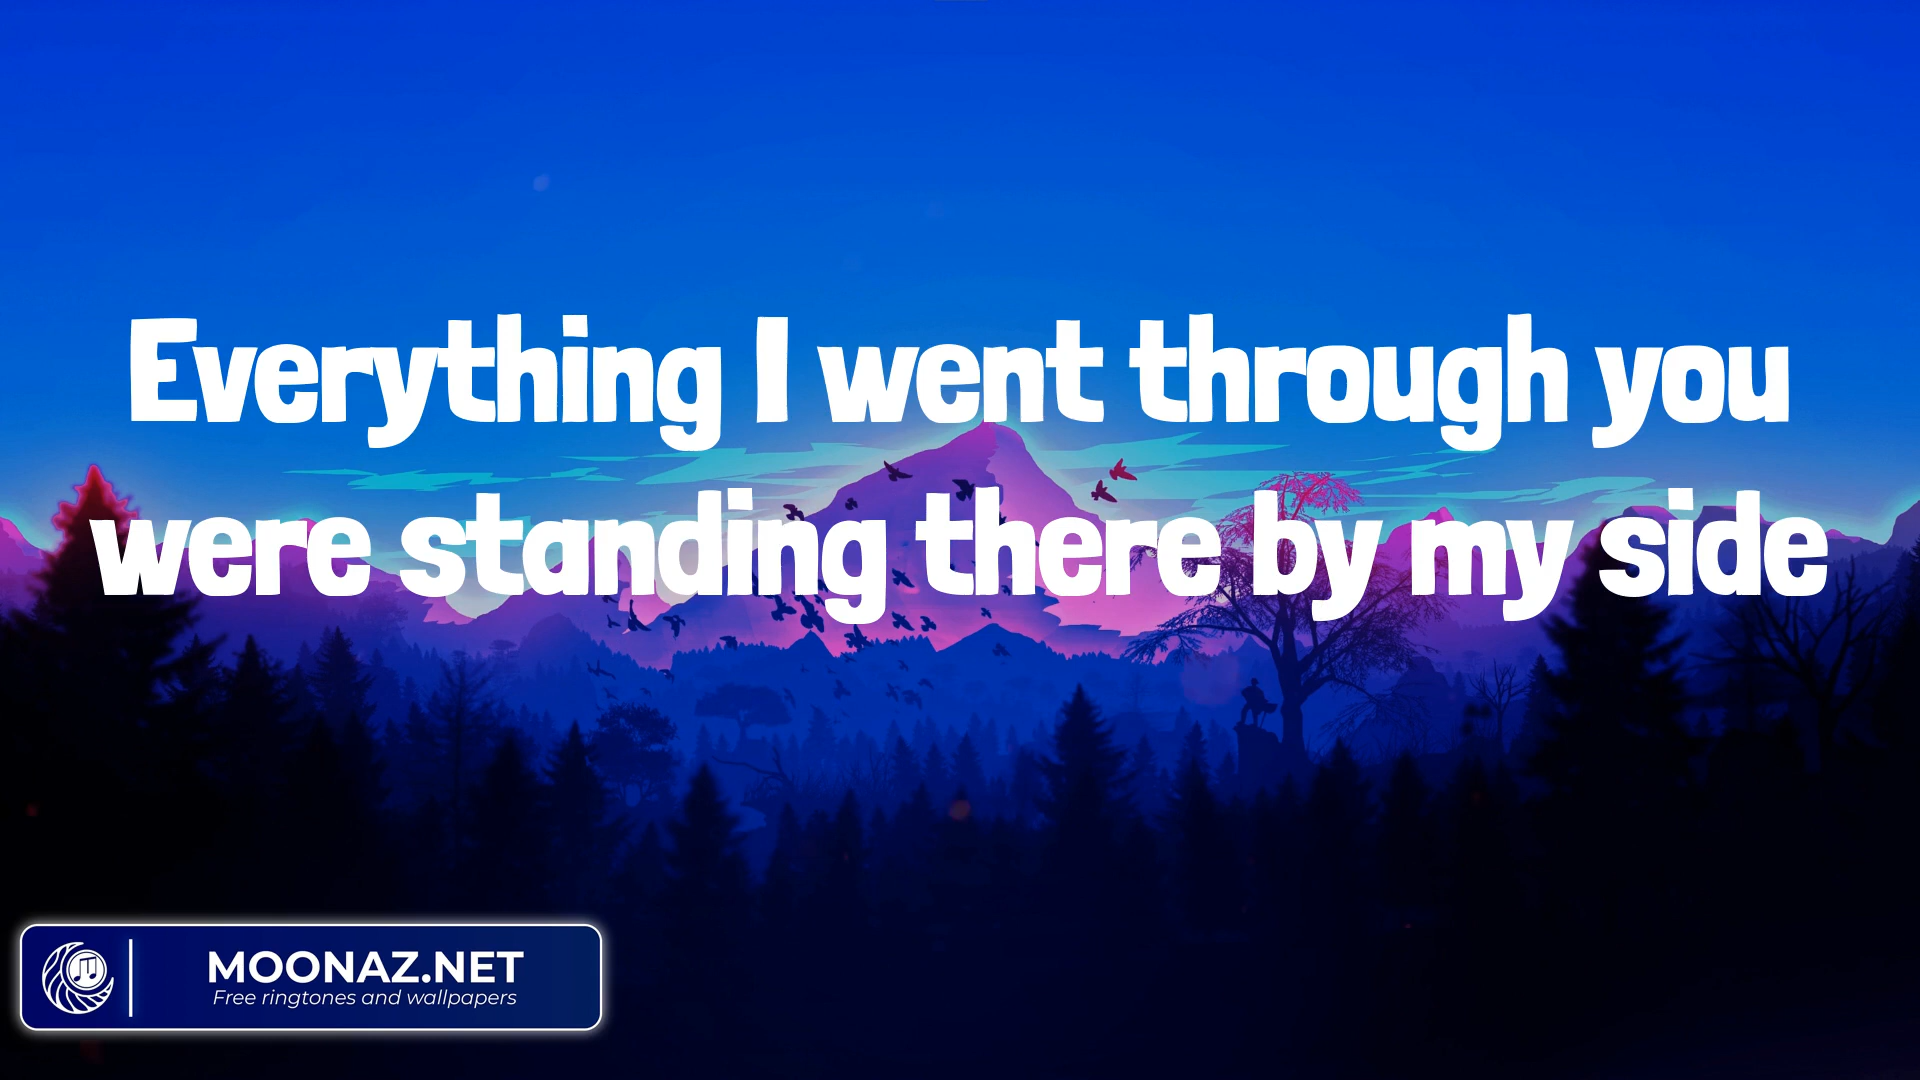 Everything I went through you
were standing there by my side
MOONAZ.NET
Free ringtones and wallpapers